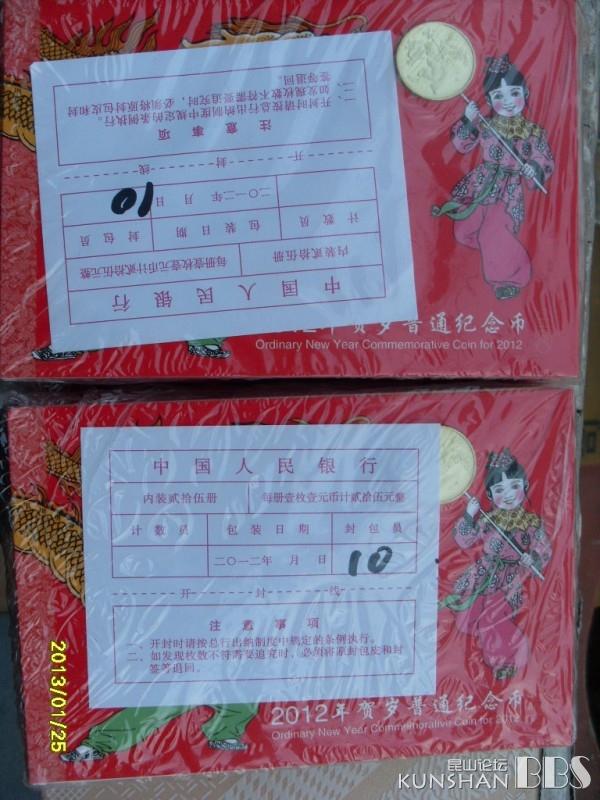 二、如发现枚数不符需要追究时、必须将原封包皮和封
签等退回。
一、开封时请按总行出纳制度中规定的条例执行。
注 意 事 项
开 封 线
二〇一二年 月 日 10
计 数 员 包 装 日 期 封 包 员
内装贰拾伍册 每册壹枚壹元币计贰拾伍元整
中 国 人 民 银 行
2012年贺岁普通纪念币
Ordinary New Year Commemorative Coin for 2012
中 国 人 民 银 行
内装贰拾伍册 每册壹枚壹元币计贰拾伍元整
计 数 员 包 装 日 期 封 包 员
二〇一二年 月 日 10
开 封 线
注 意 事 项
一、开封时请按总行出纳制度中规定的条例执行。
二、如发现枚数不符需要追究时、必须将原封包皮和封
签等退回。
2012年贺岁普通纪念币
Ordinary New Year Commemorative Coin for 2012
2013/01/25
昆山论坛
KUNSHAN BBS